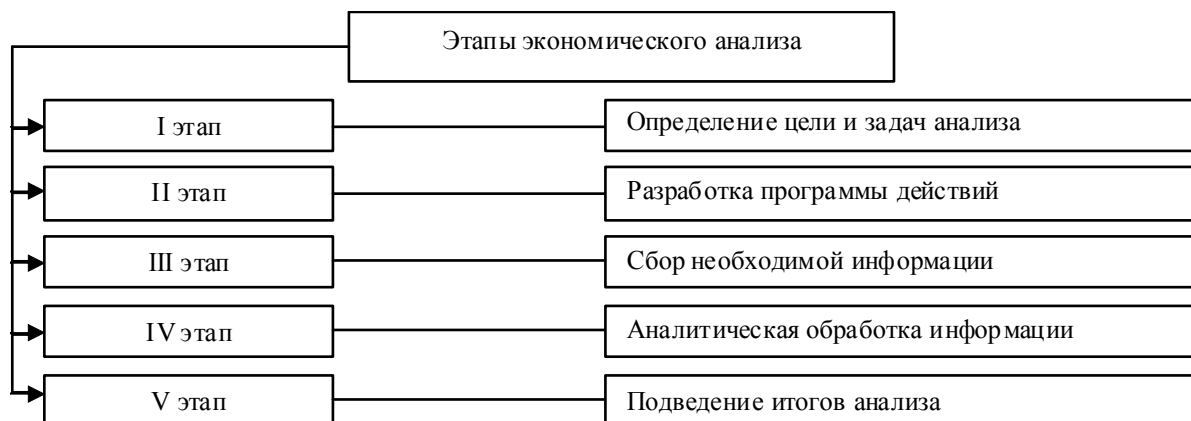 Этапы экономического анализа
I этап
Определение цели и задач анализа
II этап
Разработка программы действий
III этап
Сбор необходимой информации
IV этап
Аналитическая обработка информации
V этап
Подведение итогов анализа